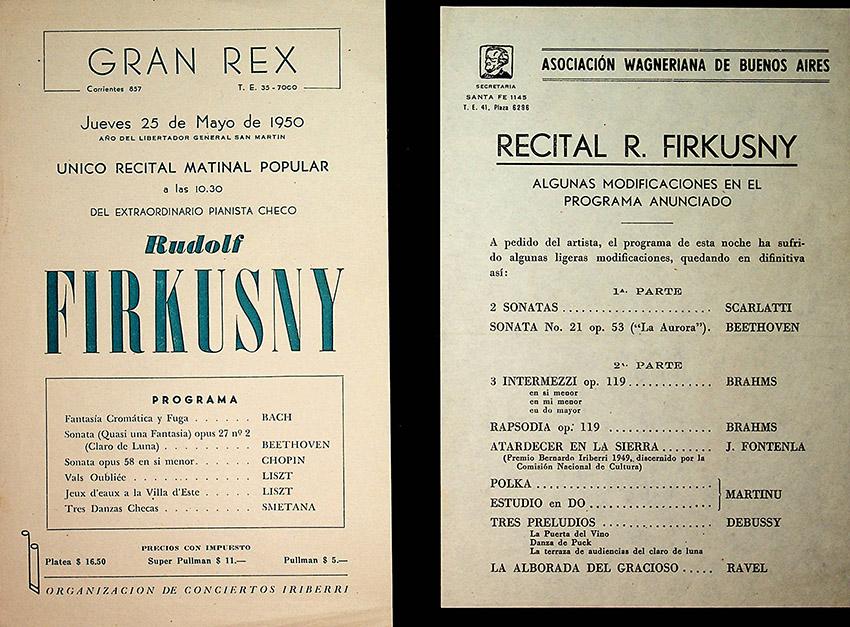 GRAN REX
Corrientes 857 T. E. 35 - 7000
Jueves 25 de Mayo de 1950
AÑO DEL LIBERTADOR GENERAL SAN MARTIN
UNICO RECITAL MATINAL POPULAR
a las 10.30
DEL EXTRAORDINARIO PIANISTA CHECO
Rudolf
FIRKUSNY
PROGRAMA
Fantasía Cromática y Fuga . . . . . . BACH
Sonata (Quasi una Fantasia) opus 27 nº 2
(Claro de Luna) . . . . . . . . . BEETHOVEN
Sonata opus 58 en si menor. . . . . . CHOPIN
Vals Oubliée . . . . . . . . . . . . LISZT
Jeux d'eaux a la Villa d'Este . . . . . LISZT
Tres Danzas Checas . . . . . . . . . SMETANA
PRECIOS CON IMPUESTO
Platea $ 16.50 Super Pullman $ 11.— Pullman $ 5.—
ORGANIZACION DE CONCIERTOS IRIBERRI
ASOCIACIÓN WAGNERIANA DE BUENOS AIRES
SECRETARIA
SANTA FE 1145
T. E. 41, Plaza 6296
RECITAL R. FIRKUSNY
ALGUNAS MODIFICACIONES EN EL
PROGRAMA ANUNCIADO
A pedido del artista, el programa de esta noche ha sufri-
do algunas ligeras modificaciones, quedando en difinitiva
así:
1ª. PARTE
2 SONATAS . . . . . . . . . . . . . . . . . . . . . . SCARLATTI
SONATA No. 21 op. 53 ("La Aurora"). BEETHOVEN
2ª. PARTE
3 INTERMEZZI op. 119 . . . . . . . . . . . . . BRAHMS
en si menor
en mi menor
en do mayor
RAPSODIA op. 119 . . . . . . . . . . . . . . . . BRAHMS
ATARDECER EN LA SIERRA . . . . . . . . J. FONTENLA
(Premio Bernardo Iriberri 1949, discernido por la
Comisión Nacional de Cultura)
POLKA . . . . . . . . . . . . . . . . . . . . . . . . . .
MARTINU
ESTUDIO en DO . . . . . . . . . . . . . . . . . .
TRES PRELUDIOS . . . . . . . . . . . . . . . . DEBUSSY
La Puerta del Vino
Danza de Puck
La terraza de audiencias del claro de luna
LA ALBORADA DEL GRACIOSO . . . . . RAVEL